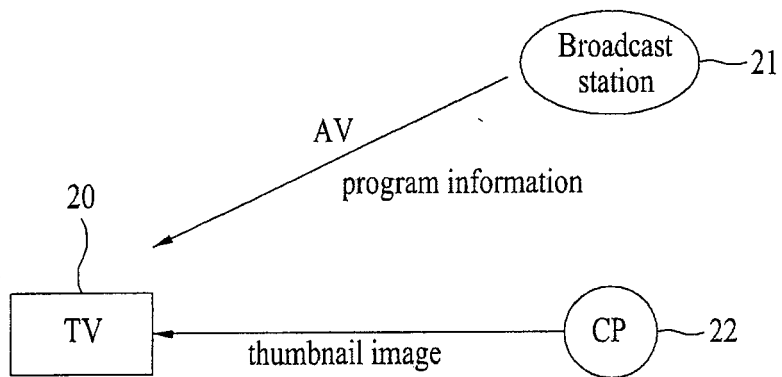 Broadcast
station
21
AV
program information
20
TV
thumbnail image
CP
22